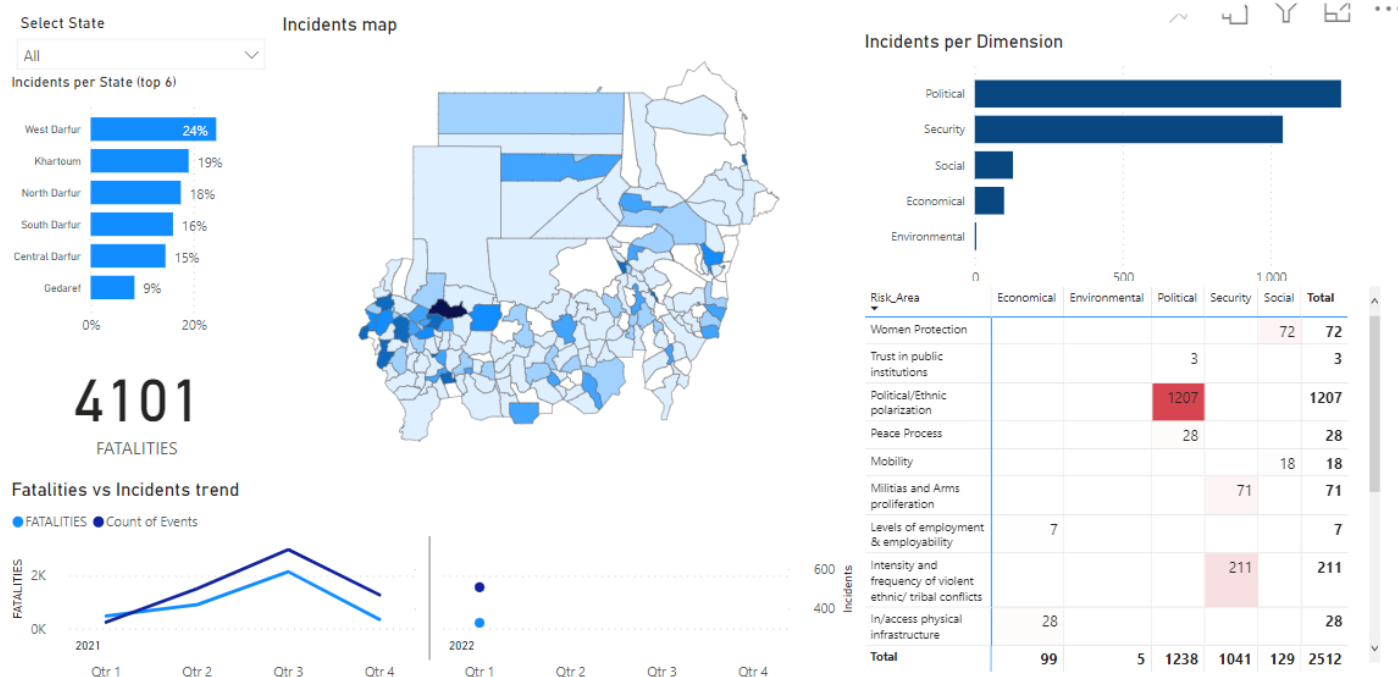 Select State
All
Incidents per State (top 6)
West Darfur 24%
Khartoum 19%
North Darfur 18%
South Darfur 16%
Central Darfur 15%
Gedaref 9%
0% 20%
4101
FATALITIES
Incidents map
Fatalities vs Incidents trend
FATALITIES Count of Events
FATALITIES
2K
0K
600
400
Incidents
2021 2022
Qtr 1 Qtr 2 Qtr 3 Qtr 4 Qtr 1 Qtr 2 Qtr 3 Qtr 4
Incidents per Dimension
Political
Security
Social
Economical
Environmental
0 500 1 000
Risk_Area Economical Environmental Political Security Social Total
Women Protection 72 72
Trust in public
institutions 3 3
Political/Ethnic
polarization 1207 1207
Peace Process 28 28
Mobility 18 18
Militias and Arms
proliferation 71 71
Levels of employment
& employability 7 7
Intensity and
frequency of violent
ethnic/ tribal conflicts 211 211
In/access physical
infrastructure 28 28
Total 99 5 1238 1041 129 2512